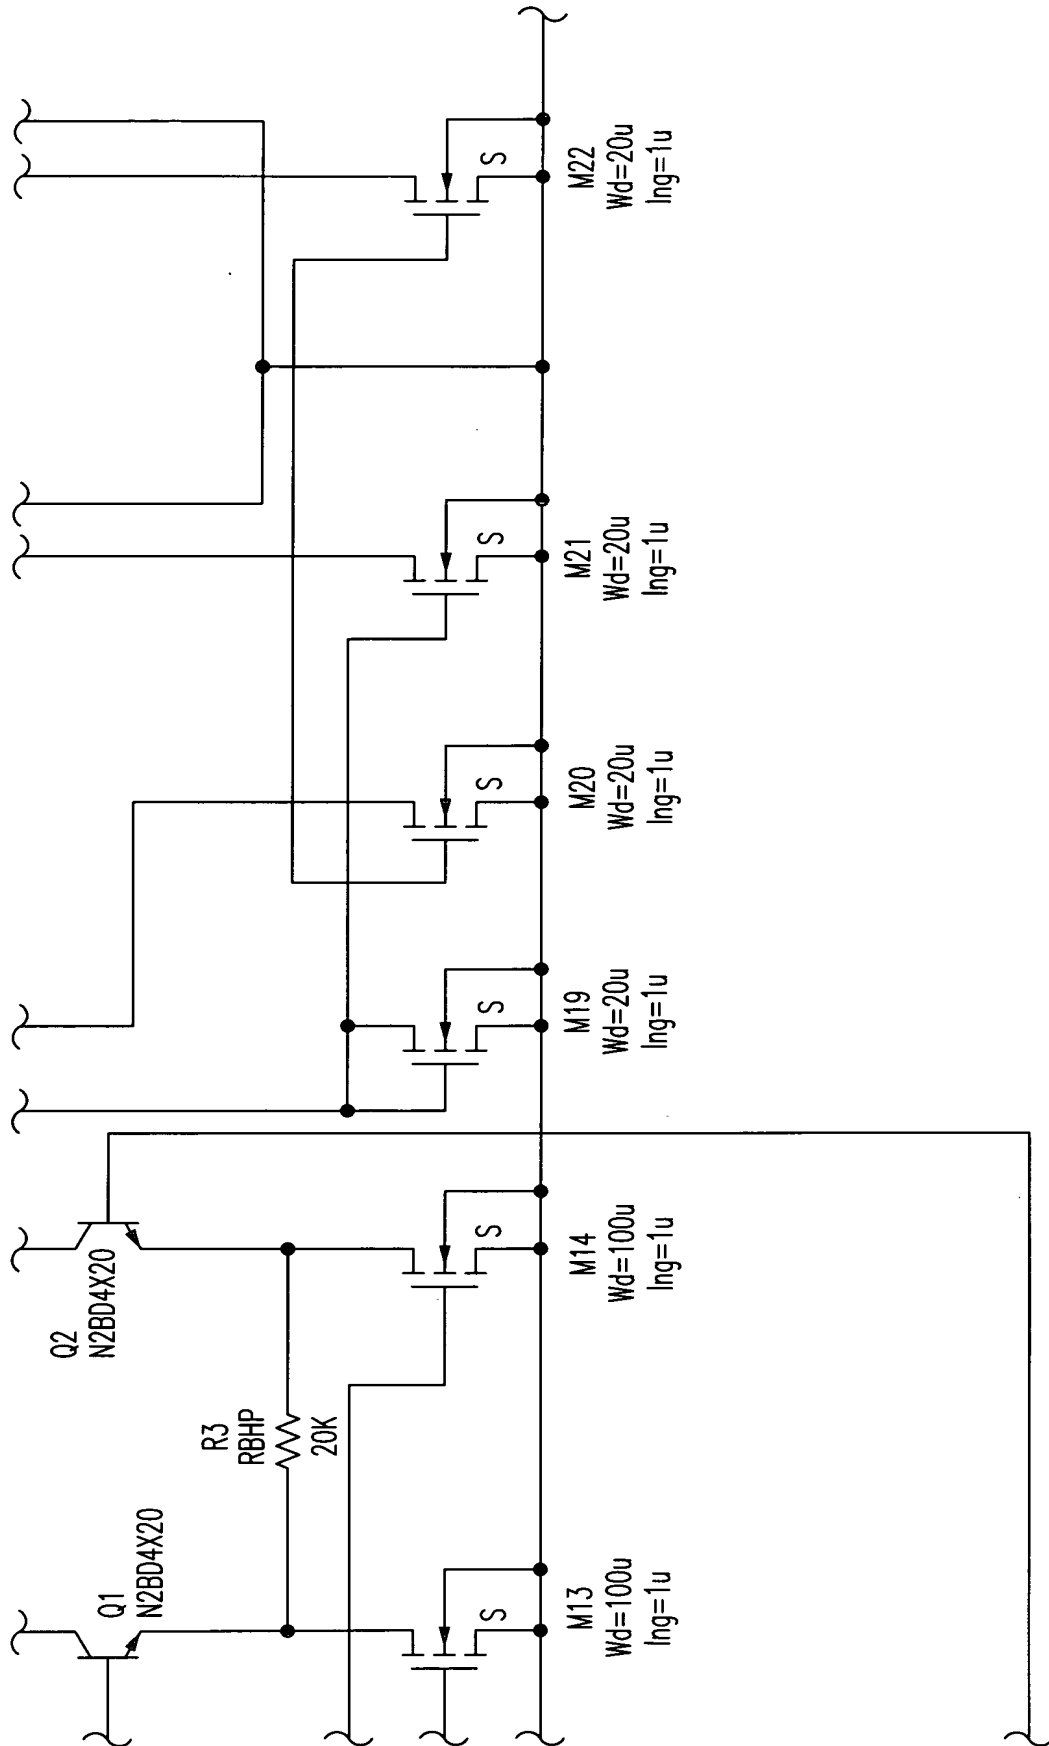 Q1
N2BD4X20
R3
RBHP
20K
Q2
N2BD4X20
S
M13
Wd=100u
lng=1u
S
M14
Wd=100u
lng=1u
S
M19
Wd=20u
lng=1u
S
M20
Wd=20u
lng=1u
S
M21
Wd=20u
lng=1u
S
M22
Wd=20u
lng=1u